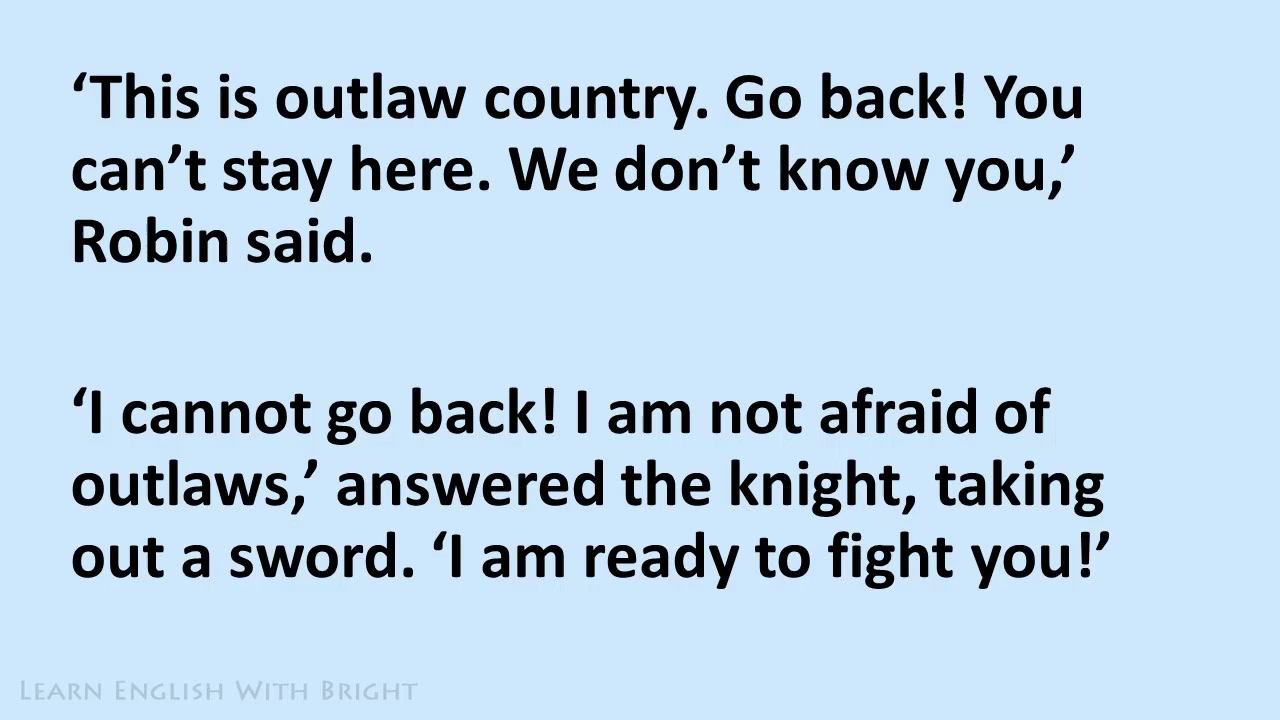 ‘This is outlaw country. Go back! You
can’t stay here. We don’t know you,’
Robin said.
‘I cannot go back! I am not afraid of
outlaws,’ answered the knight, taking
out a sword. ‘I am ready to fight you!’
LEARN ENGLISH WITH BRIGHT